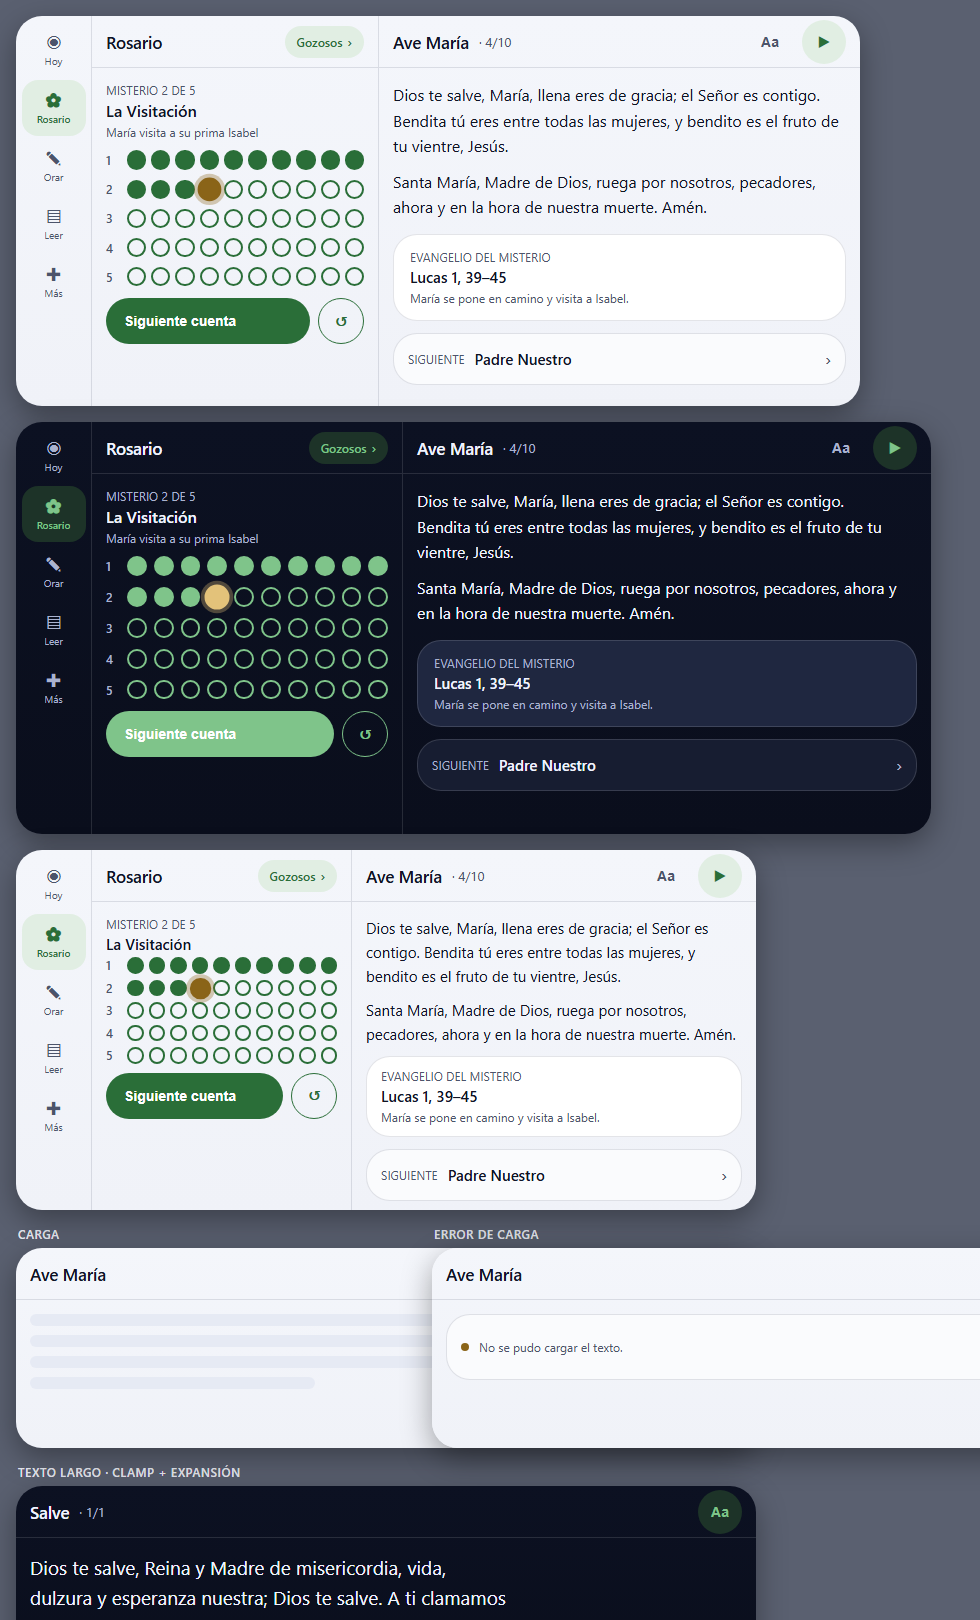 Hoy
Rosario
Orar
Leer
Más
Rosario
Gozosos ›
MISTERIO 2 DE 5
La Visitación
María visita a su prima Isabel
1
2
3
4
5
Siguiente cuenta
↺
Ave María · 4/10
Aa
Dios te salve, María, llena eres de gracia; el Señor es contigo.
Bendita tú eres entre todas las mujeres, y bendito es el fruto de
tu vientre, Jesús.
Santa María, Madre de Dios, ruega por nosotros, pecadores,
ahora y en la hora de nuestra muerte. Amén.
EVANGELIO DEL MISTERIO
Lucas 1, 39–45
María se pone en camino y visita a Isabel.
SIGUIENTE Padre Nuestro ›
Hoy
Rosario
Orar
Leer
Más
Rosario
Gozosos ›
MISTERIO 2 DE 5
La Visitación
María visita a su prima Isabel
1
2
3
4
5
Siguiente cuenta
↺
Ave María · 4/10
Aa
Dios te salve, María, llena eres de gracia; el Señor es contigo.
Bendita tú eres entre todas las mujeres, y bendito es el fruto de tu
vientre, Jesús.
Santa María, Madre de Dios, ruega por nosotros, pecadores, ahora y
en la hora de nuestra muerte. Amén.
EVANGELIO DEL MISTERIO
Lucas 1, 39–45
María se pone en camino y visita a Isabel.
SIGUIENTE Padre Nuestro ›
Hoy
Rosario
Orar
Leer
Más
Rosario
Gozosos ›
MISTERIO 2 DE 5
La Visitación
1
2
3
4
5
Siguiente cuenta
↺
Ave María · 4/10
Aa
Dios te salve, María, llena eres de gracia; el Señor es
contigo. Bendita tú eres entre todas las mujeres, y
bendito es el fruto de tu vientre, Jesús.
Santa María, Madre de Dios, ruega por nosotros,
pecadores, ahora y en la hora de nuestra muerte. Amén.
EVANGELIO DEL MISTERIO
Lucas 1, 39–45
María se pone en camino y visita a Isabel.
SIGUIENTE Padre Nuestro ›
CARGA
Ave María
ERROR DE CARGA
Ave María
No se pudo cargar el texto.
TEXTO LARGO · CLAMP + EXPANSIÓN
Salve · 1/1
Aa
Dios te salve, Reina y Madre de misericordia, vida,
dulzura y esperanza nuestra; Dios te salve. A ti clamamos